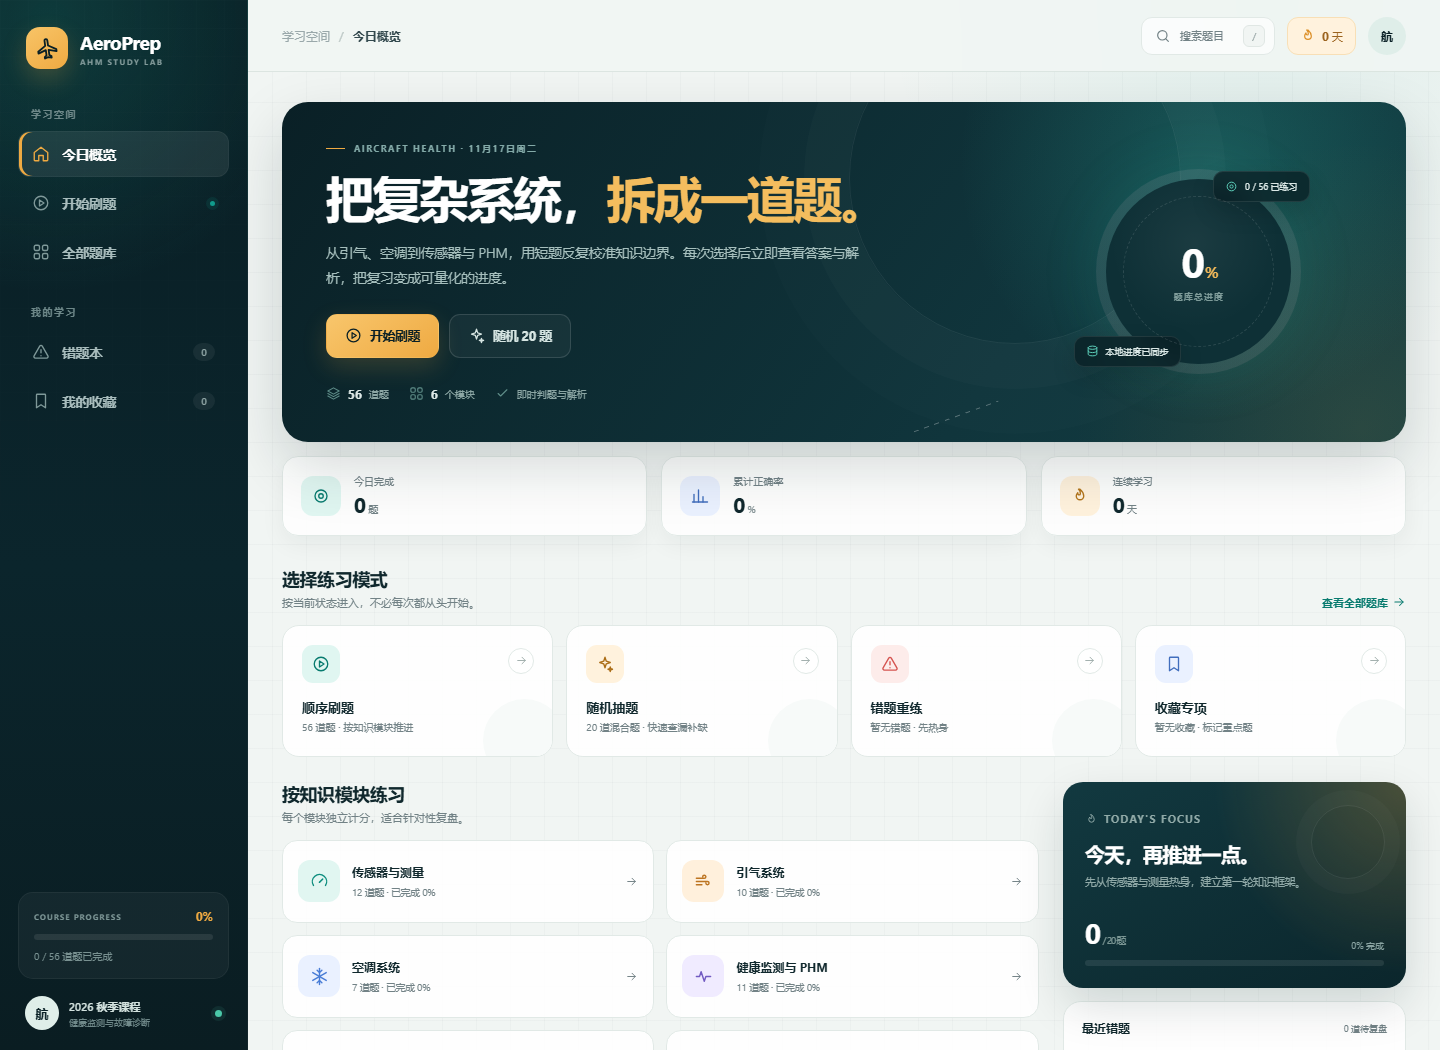 AeroPrep
AHM STUDY LAB
学习空间
今日概览
开始刷题
全部题库
我的学习
错题本 0
我的收藏 0
COURSE PROGRESS 0%
0 / 56 道题已完成
航 2026 秋季课程
健康监测与故障诊断
学习空间 / 今日概览
搜索题目 /
0 天
航
AIRCRAFT HEALTH · 11月17日周二
把复杂系统，拆成一道题。
从引气、空调到传感器与 PHM，用短题反复校准知识边界。每次选择后立即查看答案与解
析，把复习变成可量化的进度。
开始刷题
随机 20 题
56 道题
6 个模块
即时判题与解析
0 / 56 已练习
0%
题库总进度
本地进度已同步
今日完成
0 题
累计正确率
0 %
连续学习
0 天
选择练习模式
按当前状态进入，不必每次都从头开始。
查看全部题库
顺序刷题
56 道题 · 按知识模块推进
随机抽题
20 道混合题 · 快速查漏补缺
错题重练
暂无错题 · 先热身
收藏专项
暂无收藏 · 标记重点题
按知识模块练习
每个模块独立计分，适合针对性复盘。
传感器与测量
12 道题 · 已完成 0%
引气系统
10 道题 · 已完成 0%
空调系统
7 道题 · 已完成 0%
健康监测与 PHM
11 道题 · 已完成 0%
TODAY'S FOCUS
今天，再推进一点。
先从传感器与测量热身，建立第一轮知识框架。
0 /20题
0% 完成
最近错题
0 道待复盘